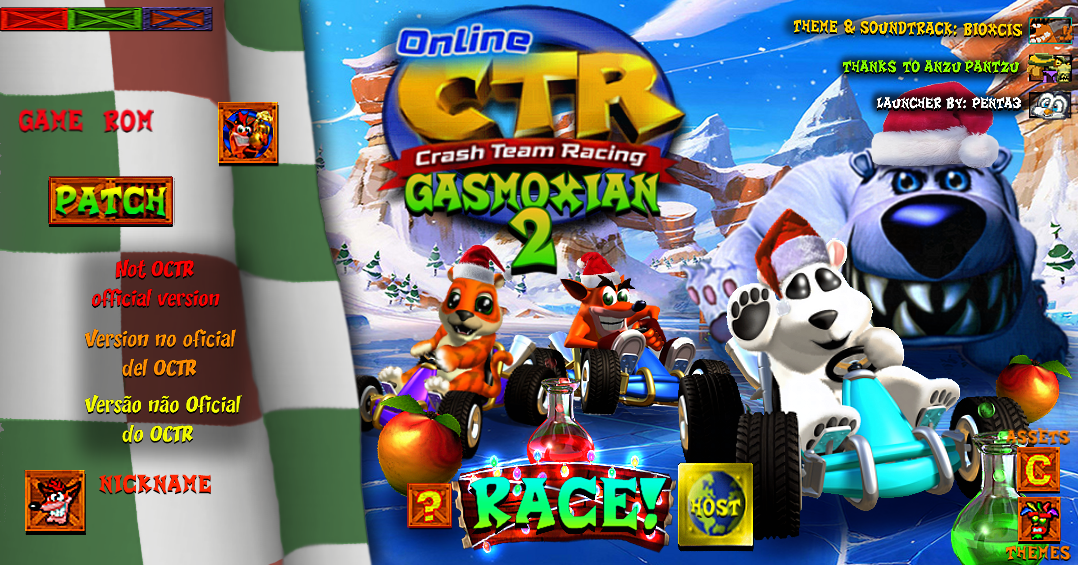 Online
CTR
Crash Team Racing
GASMOXIAN
2
THEME & SOUNDTRACK: BIOXCIS
THANKS TO ANZU PANTZU
LAUNCHER BY: PENTA3
GAME ROM
PATCH
Not OCTR
official version
Version no oficial
del OCTR
Versão não Oficial
do OCTR
NICKNAME
?
RACE!
HOST
ASSETS
C
THEMES